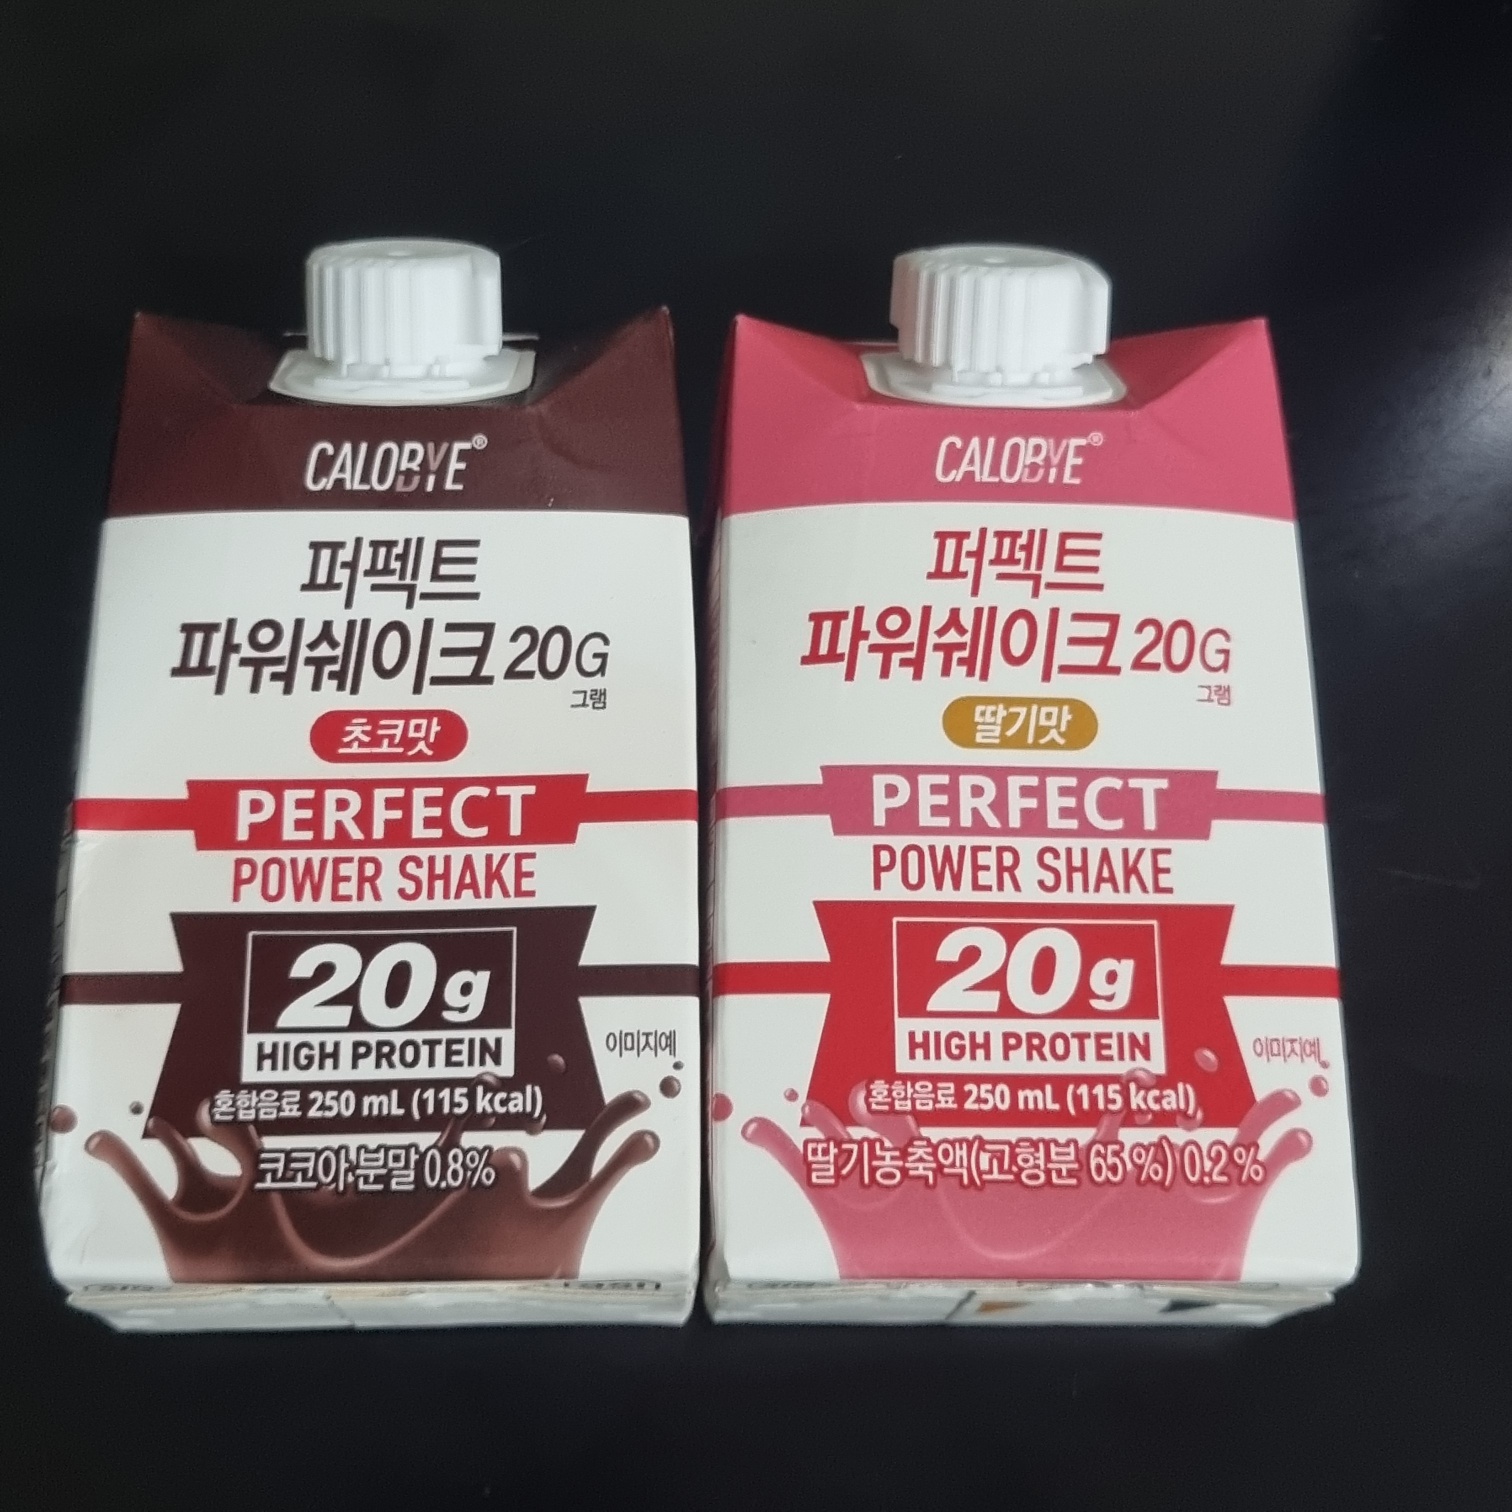 CALOBYE®
퍼펙트
파워쉐이크 20G
그램
초코맛
PERFECT
POWER SHAKE
20g
HIGH PROTEIN
이미지예
혼합음료 250 mL (115 kcal)
코코아분말 0.8%
CALOBYE®
퍼펙트
파워쉐이크 20G
그램
딸기맛
PERFECT
POWER SHAKE
20g
HIGH PROTEIN
이미지예
혼합음료 250 mL (115 kcal)
딸기농축액(고형분 65%) 0.2%